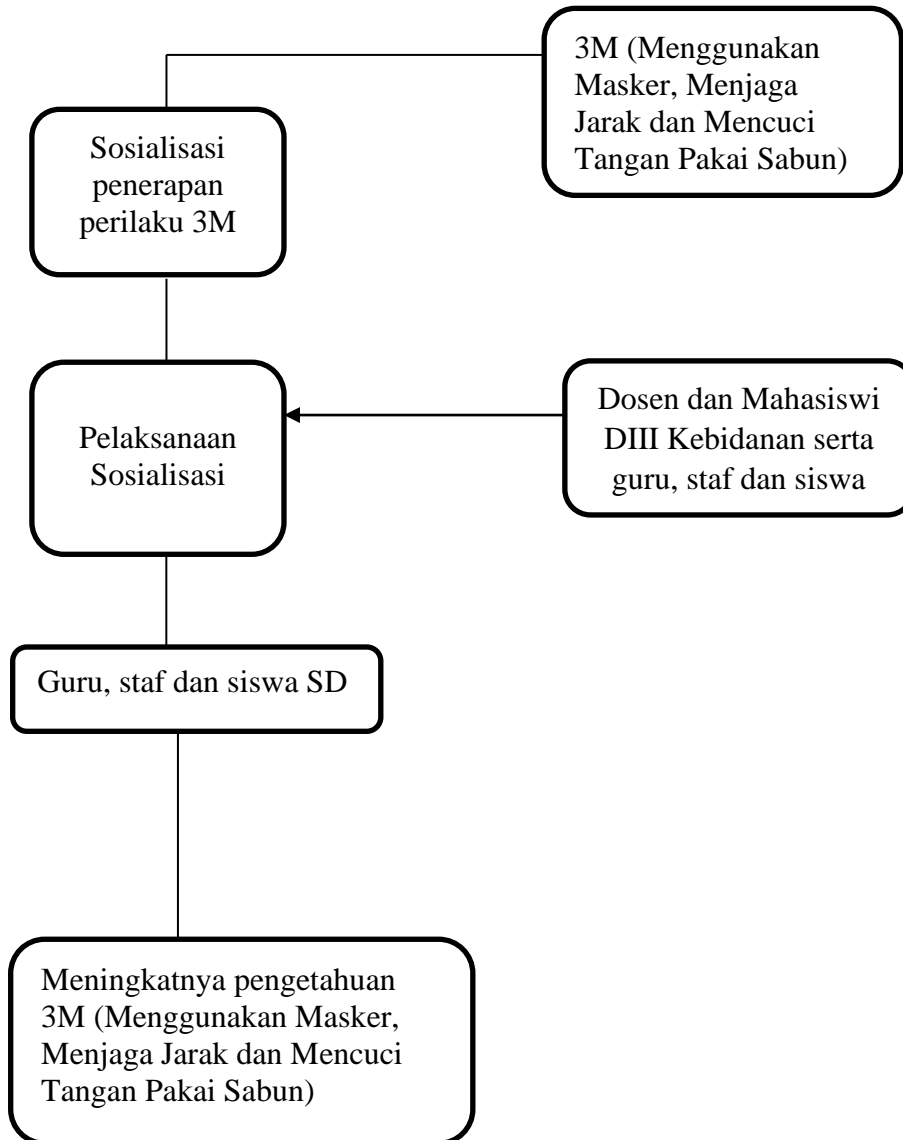 3M (Menggunakan
Masker, Menjaga
Jarak dan Mencuci
Tangan Pakai Sabun)
Sosialisasi
penerapan
perilaku 3M
Pelaksanaan
Sosialisasi
Dosen dan Mahasiswi
DIII Kebidanan serta
guru, staf dan siswa
Guru, staf dan siswa SD
Meningkatnya pengetahuan
3M (Menggunakan Masker,
Menjaga Jarak dan Mencuci
Tangan Pakai Sabun)